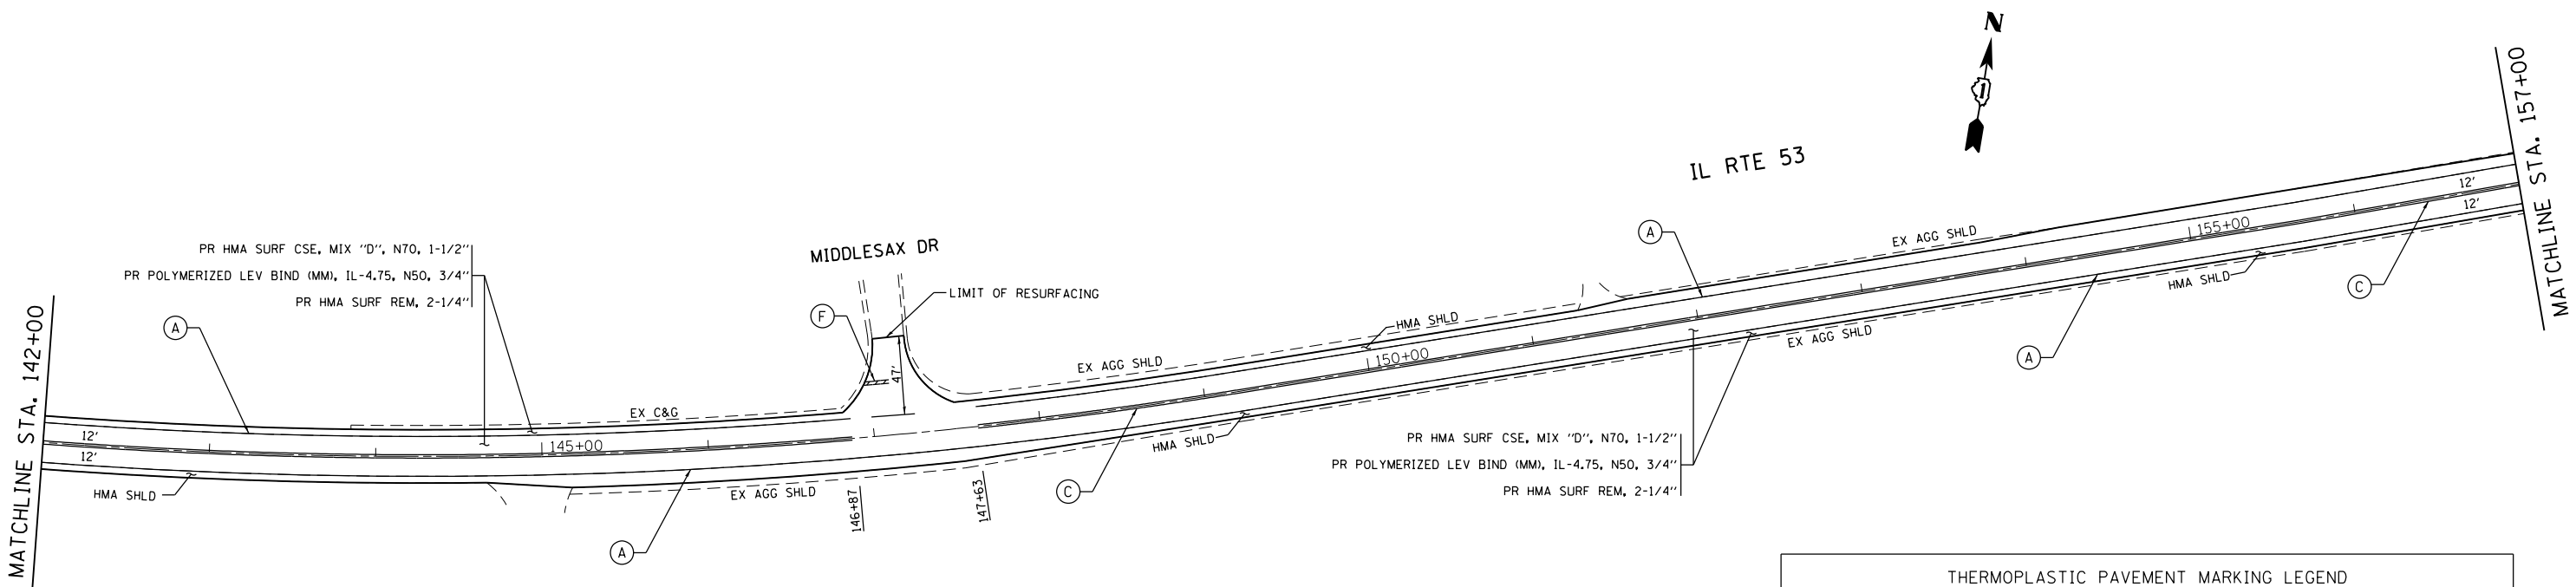 N
1
MATCHLINE STA. 157+00
IL RTE 53
12'
12'
155+00
A
EX AGG SHLD
MIDDLESAX DR
PR HMA SURF CSE, MIX "D", N70, 1-1/2"
PR POLYMERIZED LEV BIND (MM), IL-4.75, N50, 3/4"
PR HMA SURF REM, 2-1/4"
LIMIT OF RESURFACING
HMA SHLD
C
F
A
MATCHLINE STA. 142+00
HMA SHLD
EX AGG SHLD
A
150+00
EX AGG SHLD
47'
EX C&G
12'
12'
145+00
HMA SHLD
PR HMA SURF CSE, MIX "D", N70, 1-1/2"
PR POLYMERIZED LEV BIND (MM), IL-4.75, N50, 3/4"
PR HMA SURF REM, 2-1/4"
HMA SHLD
EX AGG SHLD
C
146+87
147+63
A
THERMOPLASTIC PAVEMENT MARKING LEGEND